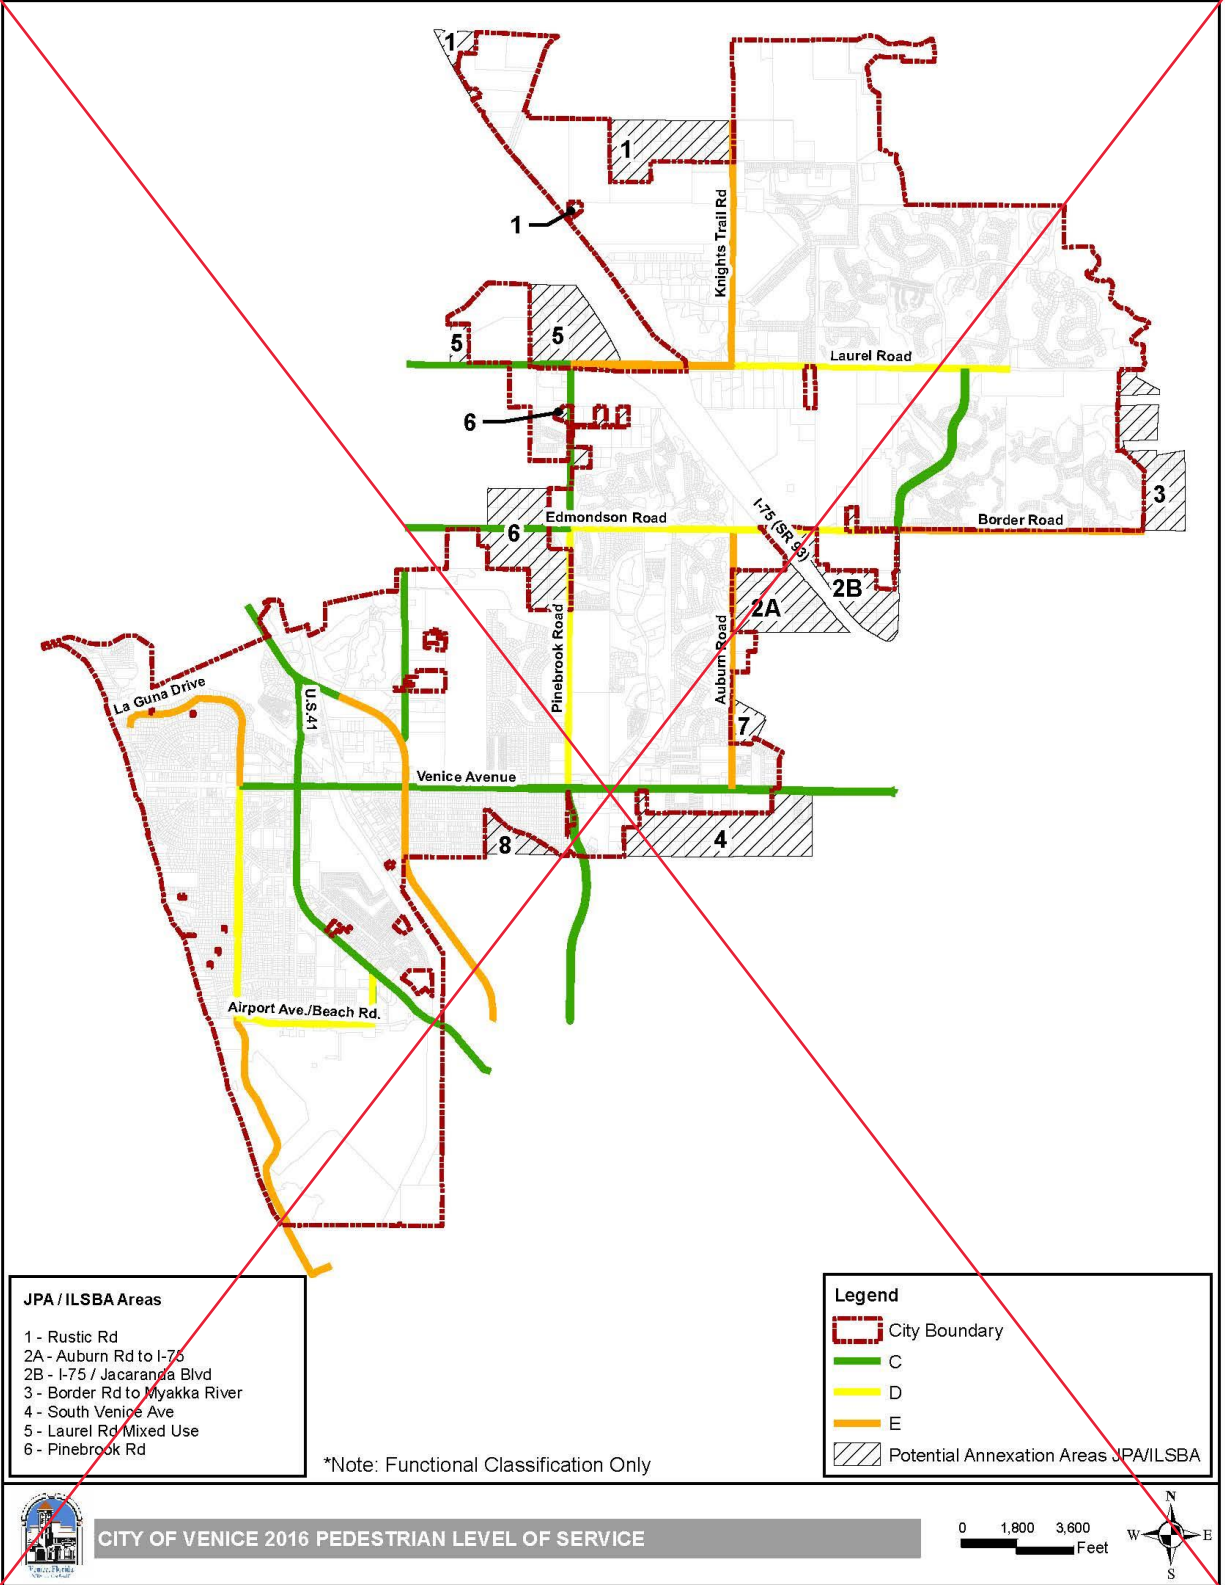 1
1
Knights Trail Rd
1
5
5
Laurel Road
6
3
I-75 (SR 93)
Edmondson Road
Border Road
6
2B
2A
Pinebrook Road
Auburn Road
La Guna Drive
U.S.41
7
Venice Avenue
8
4
Airport Ave./Beach Rd.
JPA / ILSBA Areas
1 - Rustic Rd
2A - Auburn Rd to I-75
2B - I-75 / Jacaranda Blvd
3 - Border Rd to Myakka River
4 - South Venice Ave
5 - Laurel Rd Mixed Use
6 - Pinebrook Rd
*Note: Functional Classification Only
Legend
City Boundary
C
D
E
Potential Annexation Areas JPA/ILSBA
Venice, Florida
CITY OF VENICE 2016 PEDESTRIAN LEVEL OF SERVICE
0 1,800 3,600
Feet
N
W E
S